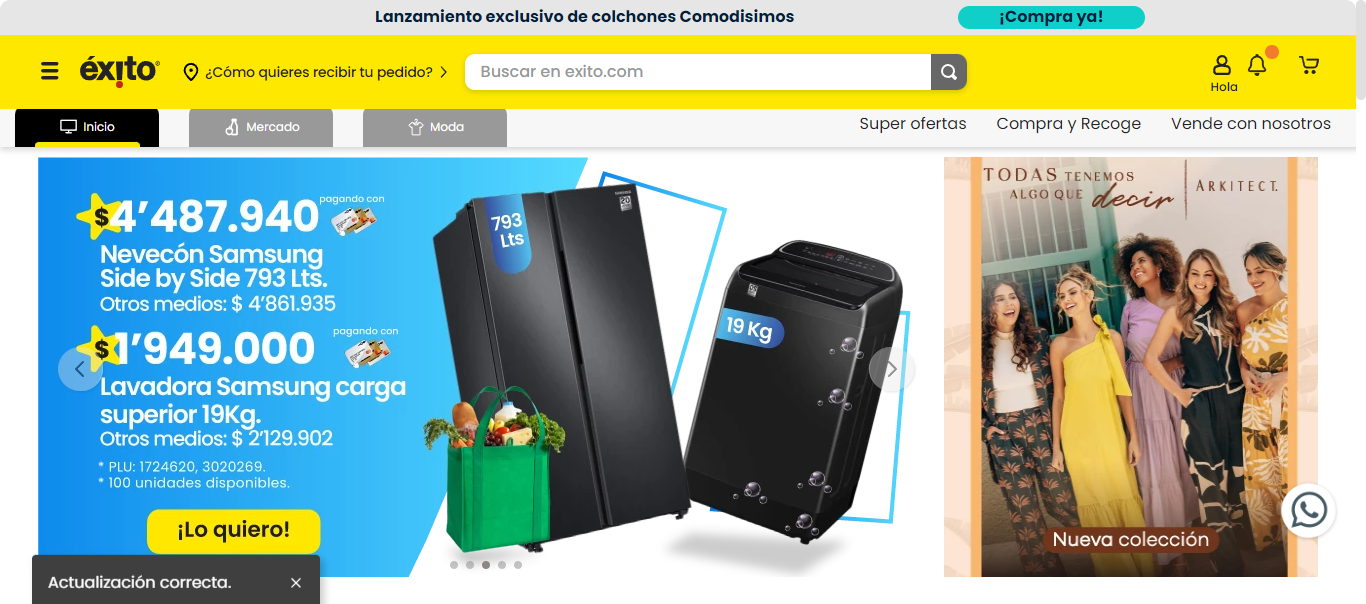 Lanzamiento exclusivo de colchones Comodisimos
¡Compra ya!
éxito
¿Cómo quieres recibir tu pedido?
Buscar en exito.com
Hola
Inicio
Mercado
Moda
Super ofertas
Compra y Recoge
Vende con nosotros
$4’487.940
pagando con
Nevecón Samsung
Side by Side 793 Lts.
Otros medios: $ 4’861.935
$1’949.000
pagando con
Lavadora Samsung carga
superior 19Kg.
Otros medios: $ 2’129.902
* PLU: 1724620, 3020269.
* 100 unidades disponibles.
¡Lo quiero!
793
Lts
SAMSUNG
20
19 Kg
TODAS TENEMOS
ALGO QUE decir
ARKITECT.
Nueva colección
Actualización correcta.